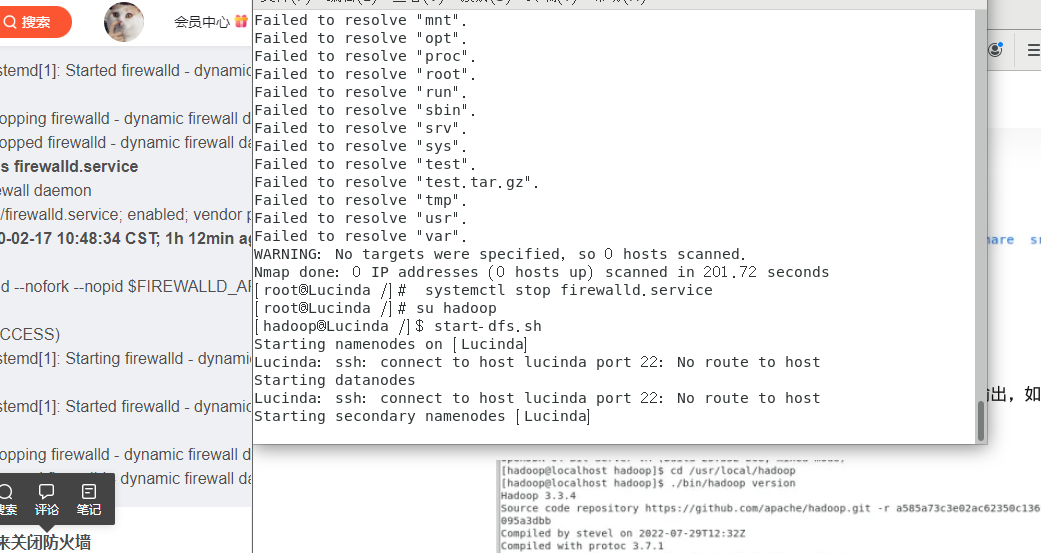 搜索
会员中心
stemd[1]: Started firewalld - dynamic
opping firewalld - dynamic firewall d
opped firewalld - dynamic firewall da
s firewalld.service
ewall daemon
/firewalld.service; enabled; vendor p
0-02-17 10:48:34 CST; 1h 12min ag
d --nofork --nopid $FIREWALLD_AR
CCESS)
stemd[1]: Starting firewalld - dynami
stemd[1]: Started firewalld - dynamic
opping firewalld - dynamic firewall d
firewalld - dynamic firewall da
搜索 评论 笔记
来关闭防火墙
Failed to resolve "mnt".
Failed to resolve "opt".
Failed to resolve "proc".
Failed to resolve "root".
Failed to resolve "run".
Failed to resolve "sbin".
Failed to resolve "srv".
Failed to resolve "sys".
Failed to resolve "test".
Failed to resolve "test.tar.gz".
Failed to resolve "tmp".
Failed to resolve "usr".
Failed to resolve "var".
WARNING: No targets were specified, so 0 hosts scanned.
Nmap done: 0 IP addresses (0 hosts up) scanned in 201.72 seconds
[root@Lucinda /]#  systemctl stop firewalld.service
[root@Lucinda /]# su hadoop
[hadoop@Lucinda /]$ start-dfs.sh
Starting namenodes on [Lucinda]
Lucinda: ssh: connect to host lucinda port 22: No route to host
Starting datanodes
Lucinda: ssh: connect to host lucinda port 22: No route to host
Starting secondary namenodes [Lucinda]
hare sr
出，如
[hadoop@localhost hadoop]$ cd /usr/local/hadoop
[hadoop@localhost hadoop]$ ./bin/hadoop version
Hadoop 3.3.4
Source code repository https://github.com/apache/hadoop.git -r a585a73c3e02ac62350c136
095a3dbb
Compiled by stevel on 2022-07-29T12:32Z
Compiled with protoc 3.7.1